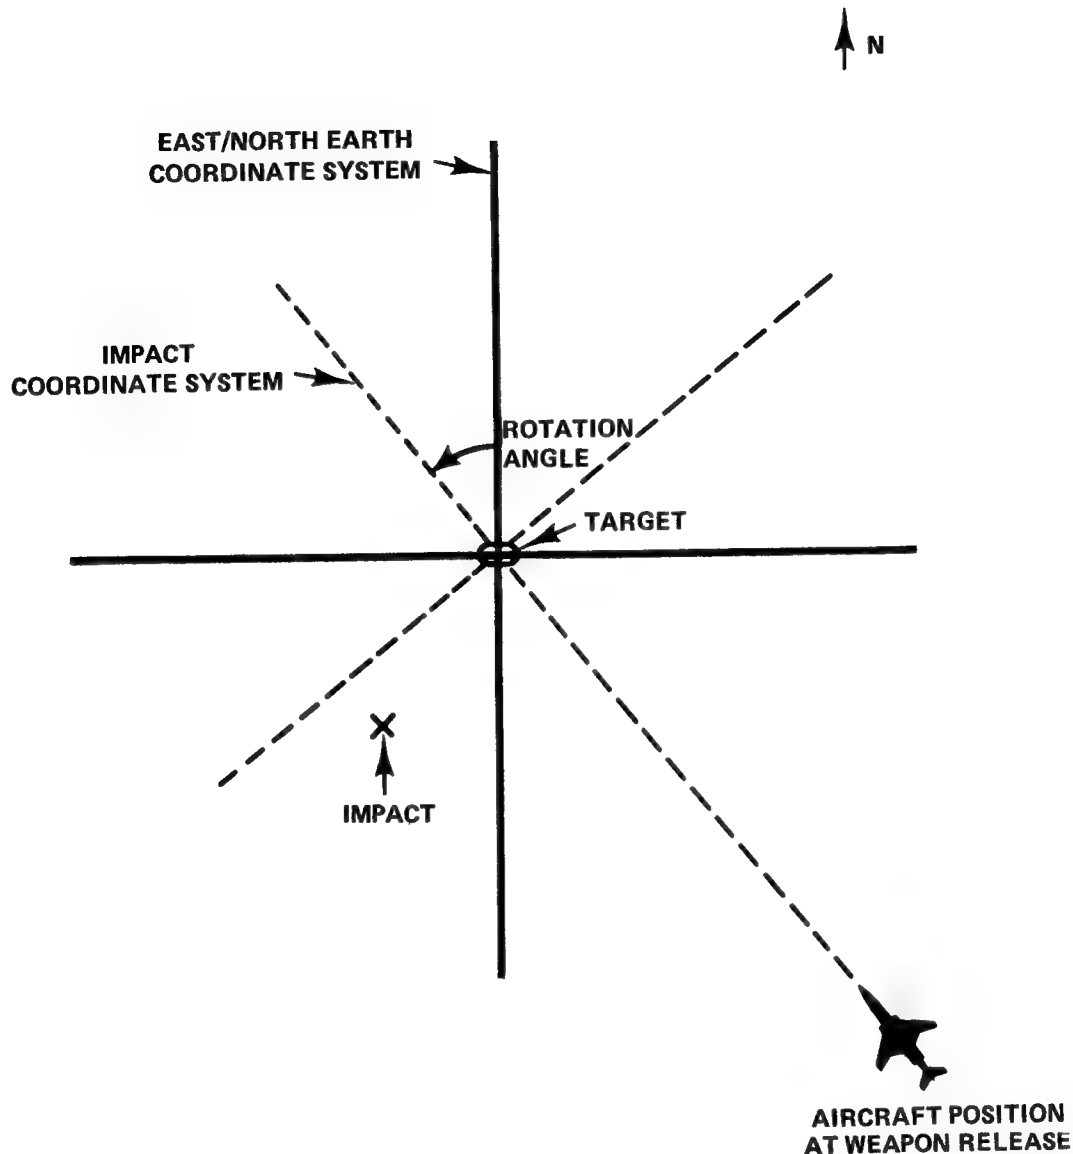 N
EAST/NORTH EARTH
COORDINATE SYSTEM
IMPACT
COORDINATE SYSTEM
ROTATION
ANGLE
TARGET
IMPACT
AIRCRAFT POSITION
AT WEAPON RELEASE